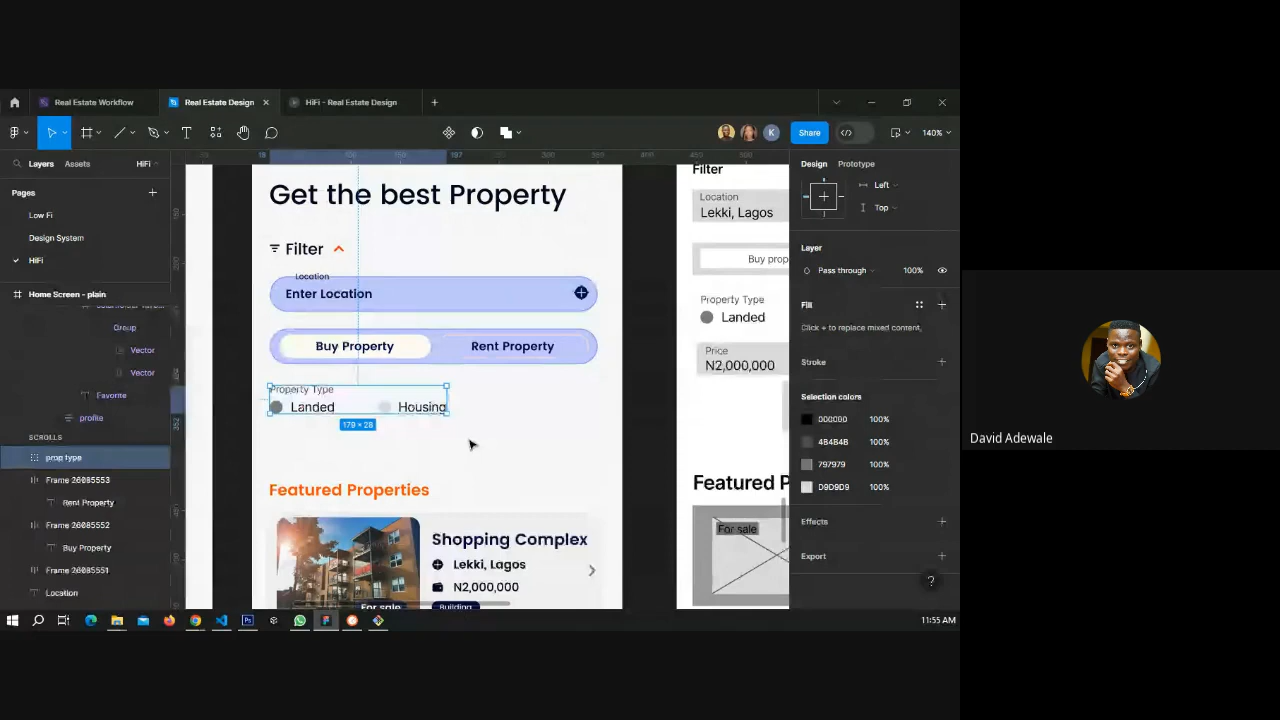 Real Estate Workflow
Real Estate Design
HiFi - Real Estate Design
K
Share
140%
Layers
Assets
HiFi
Pages
Low Fi
Design System
HiFi
Home Screen - plain
Group
Vector
Vector
Favorite
profile
SCROLLS
prop type
Frame 26085553
Rent Property
Frame 26085552
Buy Property
Frame 26085551
Location
197
Get the best Property
Filter
Location
Enter Location
Buy Property
Rent Property
Property Type
Landed
Housing
179 × 28
Featured Properties
Shopping Complex
Lekki, Lagos
N2,000,000
For sale
Building
Filter
Location
Lekki, Lagos
Buy prop
Property Type
Landed
Price
N2,000,000
Featured P
For sale
Design
Prototype
Left
Top
Layer
Pass through
100%
Fill
Click + to replace mixed content.
Stroke
Selection colors
000000
100%
4B4B4B
100%
797979
100%
D9D9D9
100%
Effects
Export
?
11:55 AM
David Adewale